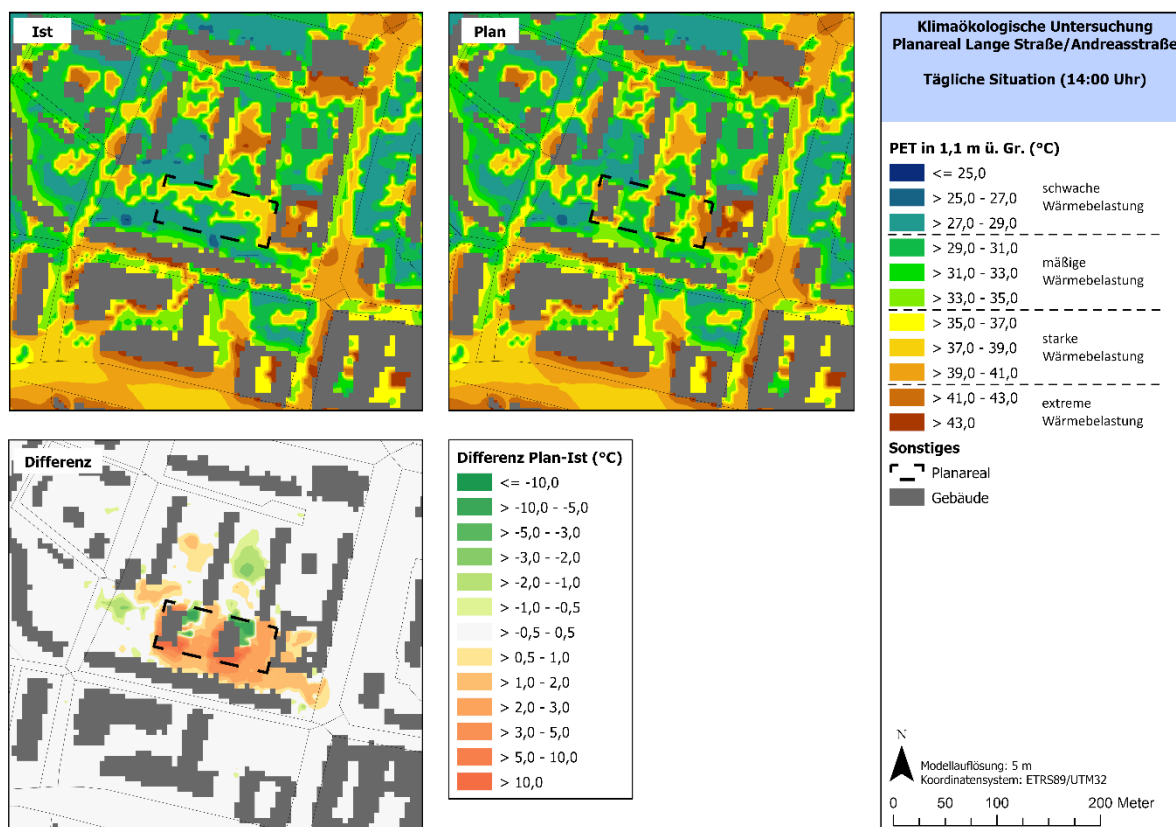 Ist
Plan
Klimaökologische Untersuchung
Planareal Lange Straße/Andreasstraße
Tägliche Situation (14:00 Uhr)
PET in 1,1 m ü. Gr. (°C)
<= 25,0
> 25,0 - 27,0
> 27,0 - 29,0
schwache
Wärmebelastung
> 29,0 - 31,0
> 31,0 - 33,0
> 33,0 - 35,0
mäßige
Wärmebelastung
> 35,0 - 37,0
> 37,0 - 39,0
> 39,0 - 41,0
starke
Wärmebelastung
> 41,0 - 43,0
> 43,0
extreme
Wärmebelastung
Sonstiges
Planareal
Gebäude
Differenz
Differenz Plan-Ist (°C)
<= -10,0
> -10,0 - -5,0
> -5,0 - -3,0
> -3,0 - -2,0
> -2,0 - -1,0
> -1,0 - -0,5
> -0,5 - 0,5
> 0,5 - 1,0
> 1,0 - 2,0
> 2,0 - 3,0
> 3,0 - 5,0
> 5,0 - 10,0
> 10,0
N
Modellauflösung: 5 m
Koordinatensystem: ETRS89/UTM32
0 50 100 200 Meter